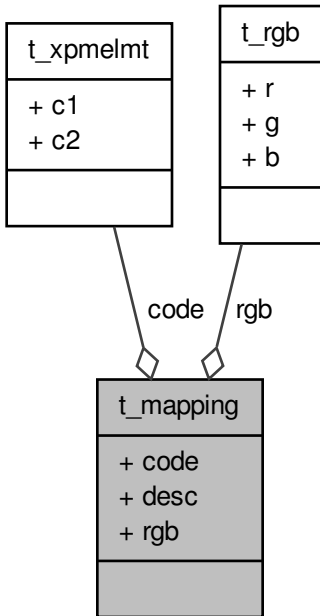 t_xpmelmt
+ c1
+ c2
t_rgb
+ r
+ g
+ b
code
rgb
t_mapping
+ code
+ desc
+ rgb